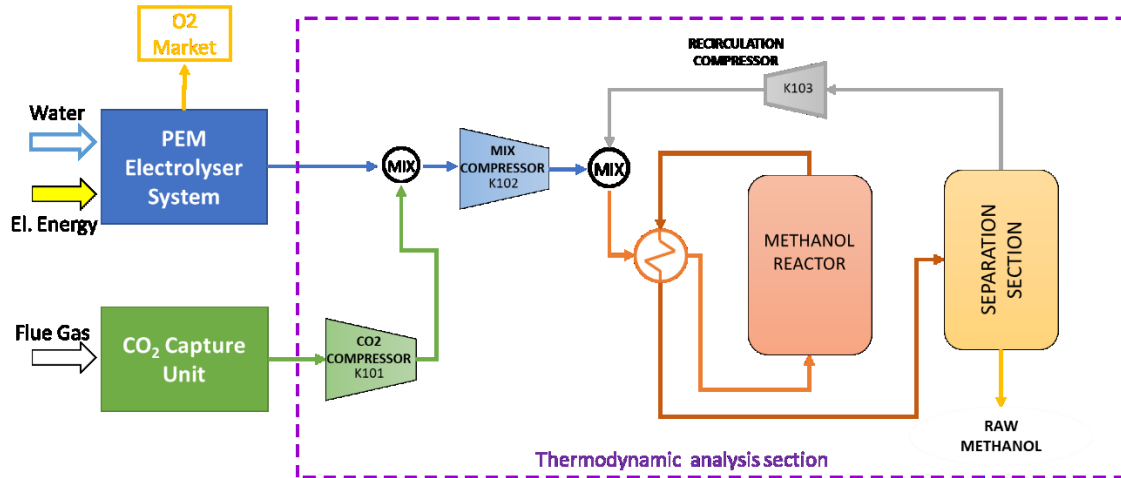 O2
Market
Water
El. Energy
PEM
Electrolyser
System
Flue Gas
CO₂ Capture
Unit
CO2
COMPRESSOR
K101
MIX
MIX
COMPRESSOR
K102
MIX
RECIRCULATION
COMPRESSOR
K103
METHANOL
REACTOR
SEPARATION
SECTION
RAW
METHANOL
Thermodynamic analysis section